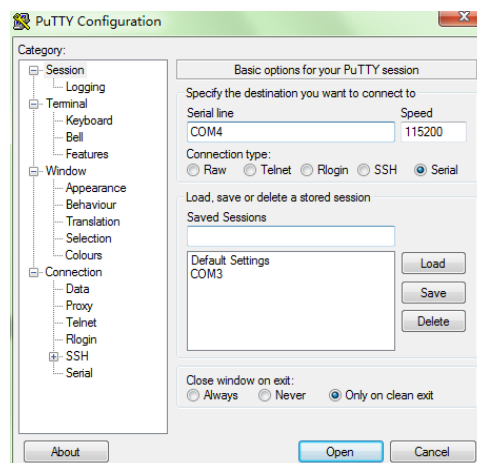 PuTTY Configuration
Category:
Session
Logging
Terminal
Keyboard
Bell
Features
Window
Appearance
Behaviour
Translation
Selection
Colours
Connection
Data
Proxy
Telnet
Rlogin
SSH
Serial
Basic options for your PuTTY session
Specify the destination you want to connect to
Serial line Speed
COM4 115200
Connection type:
Raw Telnet Rlogin SSH Serial
Load, save or delete a stored session
Saved Sessions
Default Settings
COM3
Load
Save
Delete
Close window on exit:
Always Never Only on clean exit
About Open Cancel